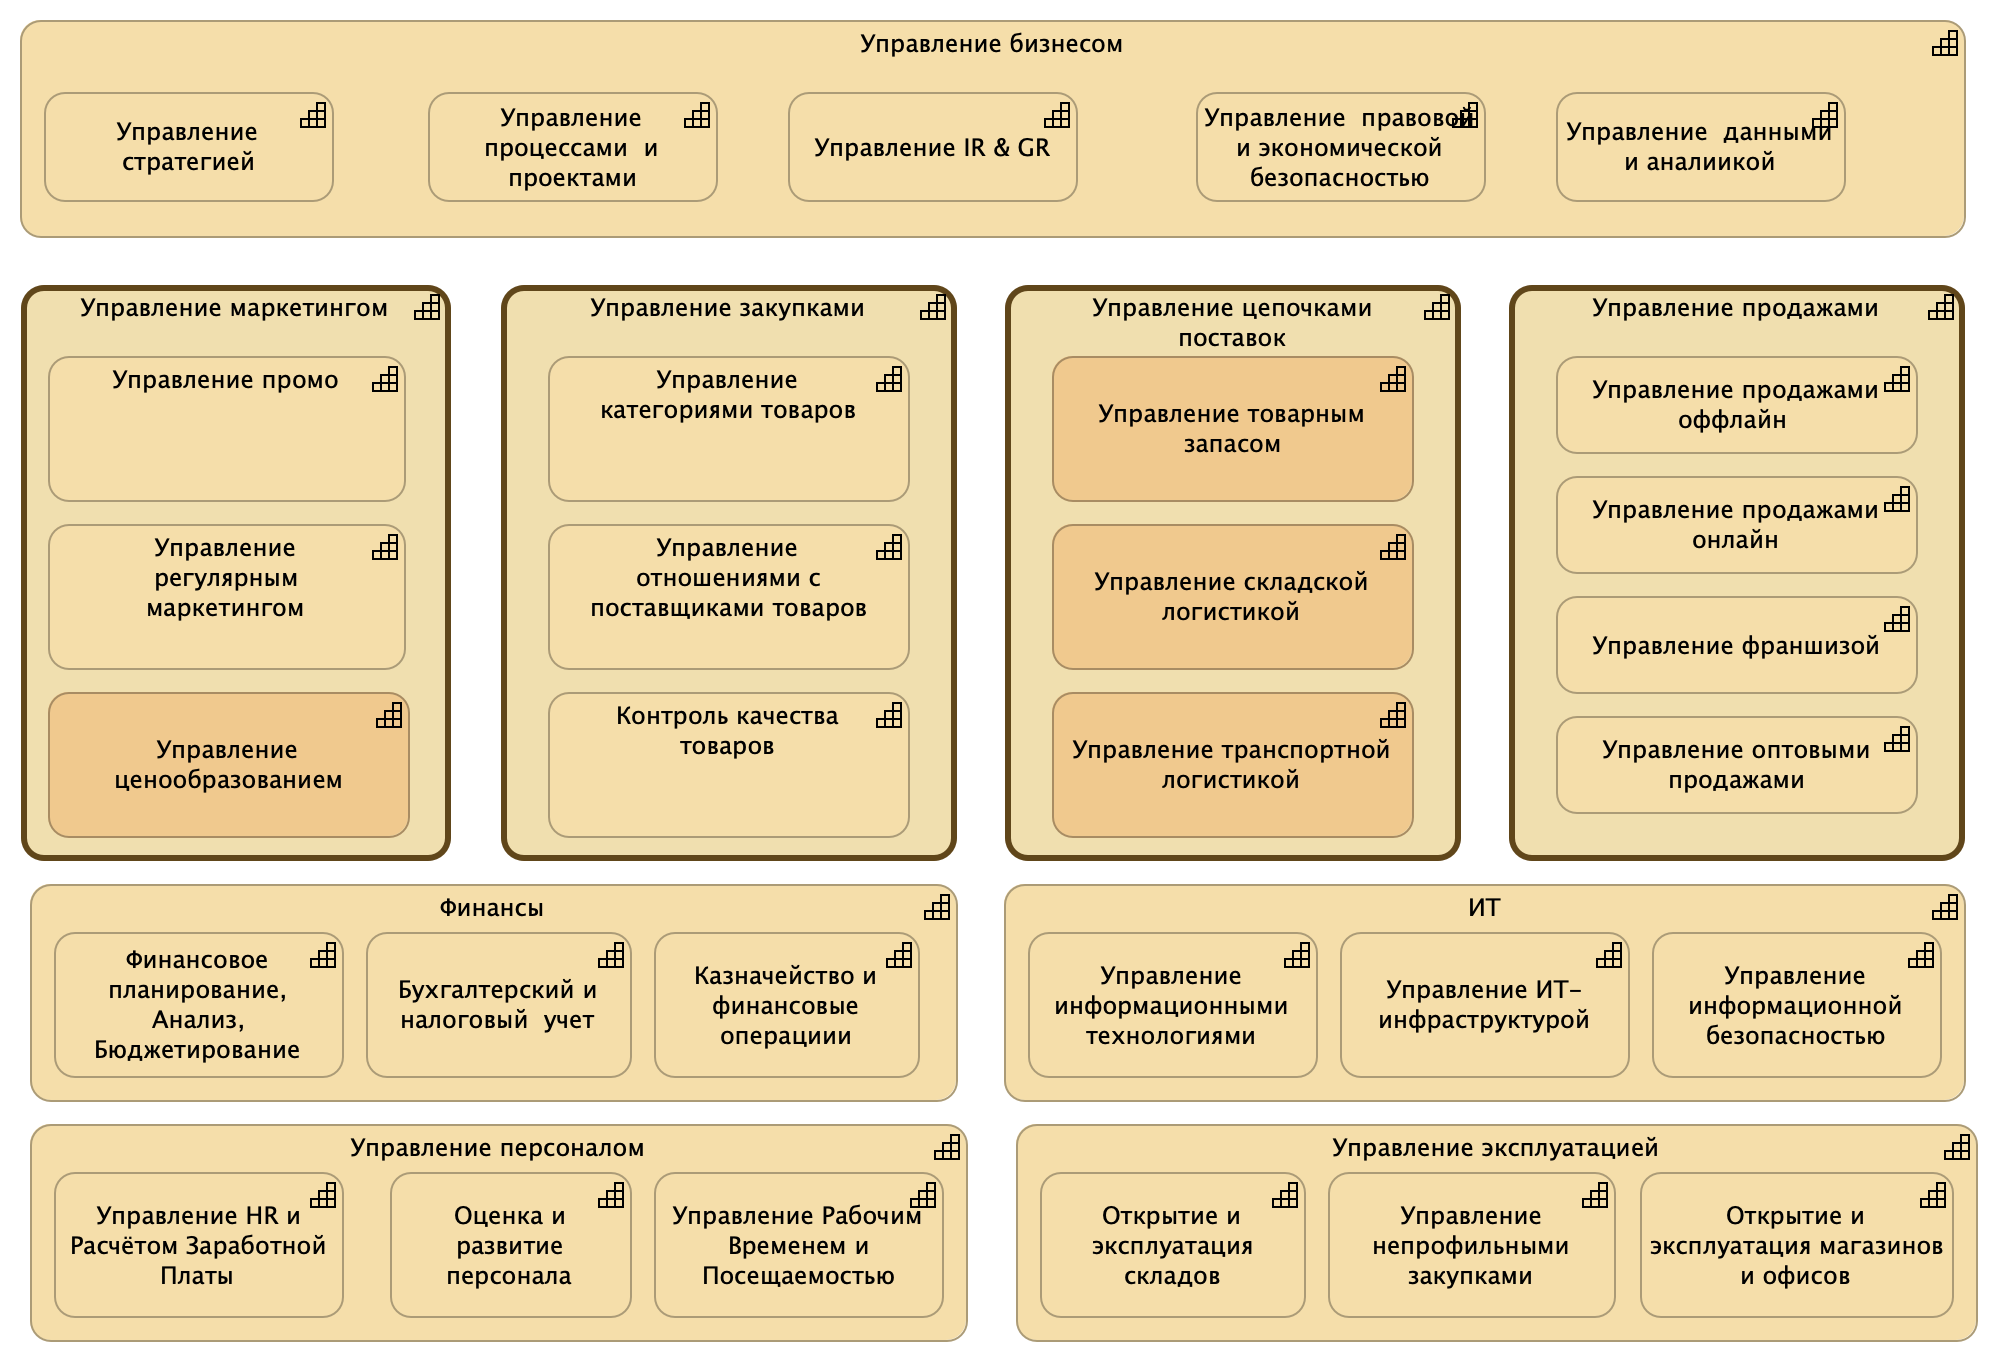 Управление бизнесом
Управление
стратегией
Управление
процессами  и
проектами
Управление IR & GR
Управление  правовой
и экономической
безопасностью
Управление  данными
и аналиикой
Управление маркетингом
Управление промо
Управление
регулярным
маркетингом
Управление
ценообразованием
Управление закупками
Управление
категориями товаров
Управление
отношениями с
поставщиками товаров
Контроль качества
товаров
Управление цепочками
поставок
Управление товарным
запасом
Управление складской
логистикой
Управление транспортной
логистикой
Управление продажами
Управление продажами
оффлайн
Управление продажами
онлайн
Управление франшизой
Управление оптовыми
продажами
Финансы
Финансовое
планирование,
Анализ,
Бюджетирование
Бухгалтерский и
налоговый  учет
Казначейство и
финансовые
операциии
ИТ
Управление
информационными
технологиями
Управление ИТ-
инфраструктурой
Управление
информационной
безопасностью
Управление персоналом
Управление HR и
Расчётом Заработной
Платы
Оценка и
развитие
персонала
Управление Рабочим
Временем и
Посещаемостью
Управление эксплуатацией
Открытие и
эксплуатация
складов
Управление
непрофильными
закупками
Открытие и
эксплуатация магазинов
и офисов